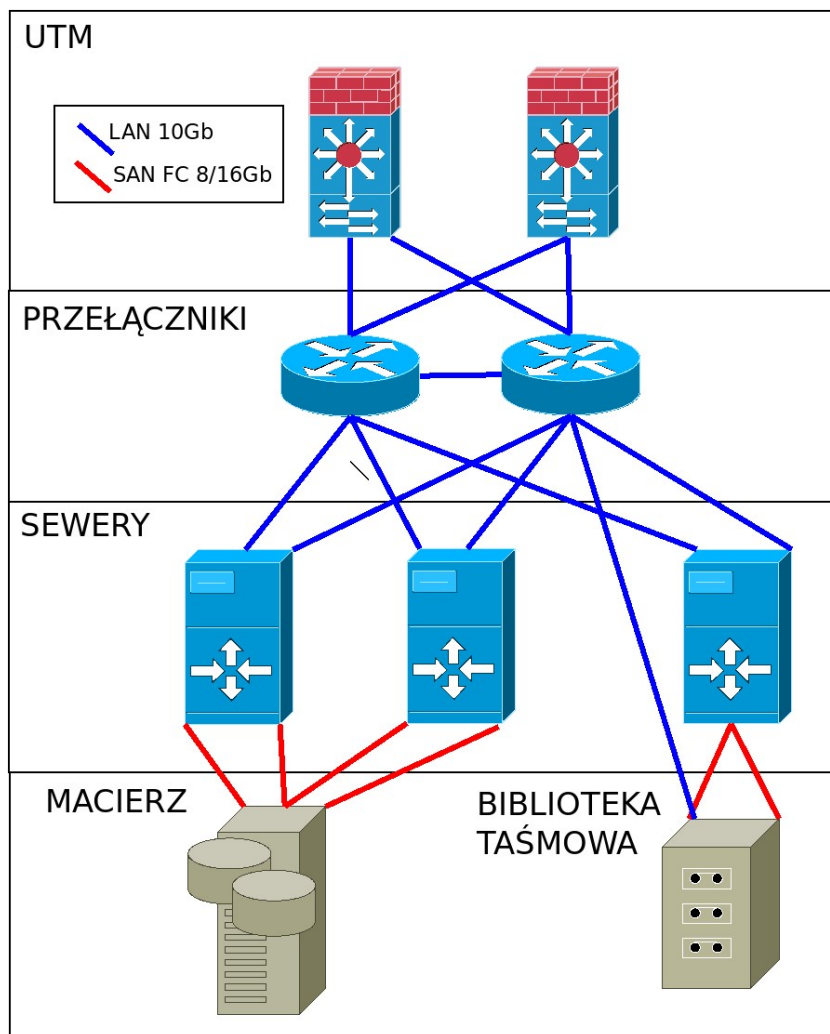 UTM
LAN 10Gb
SAN FC 8/16Gb
PRZEŁĄCZNIKI
SEWERY
MACIERZ
BIBLIOTEKA
TAŚMOWA